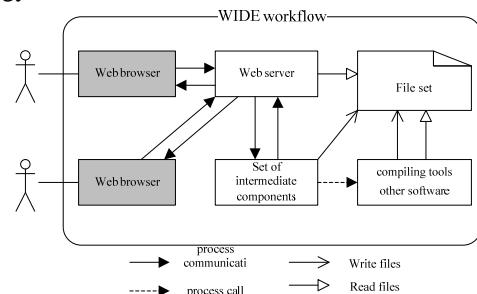 WIDE workflow
Web browser
Web server
File set
Web browser
Set of
intermediate
components
compiling tools
other software
process
communicati
Write files
process call
Read files